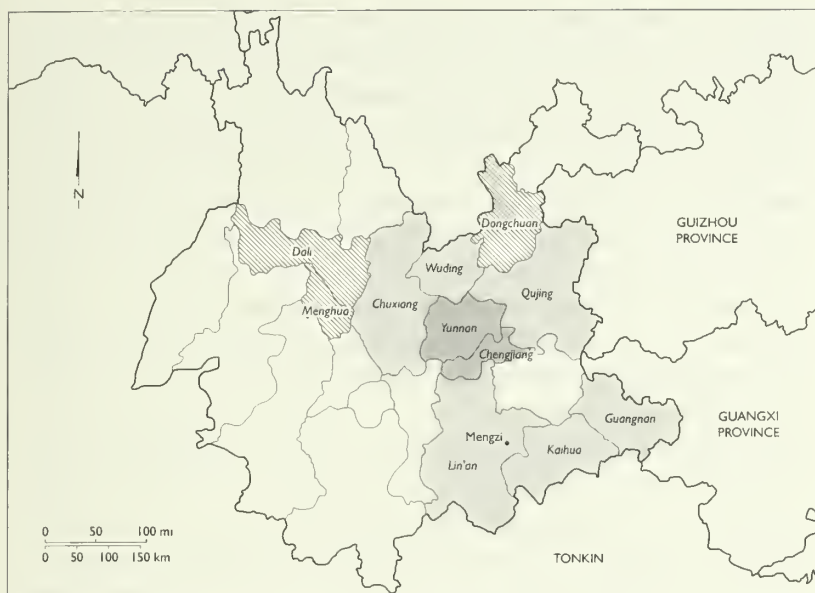 N
Dongchuan
GUIZHOU
PROVINCE
Dali
Wuding
Qujing
Menghua
Chuxiong
Yunnan
Chengjiang
Guangnan
GUANGXI
PROVINCE
Mengzi
Kaihua
Lin'an
0 50 100 mi
0 50 100 150 km
TONKIN